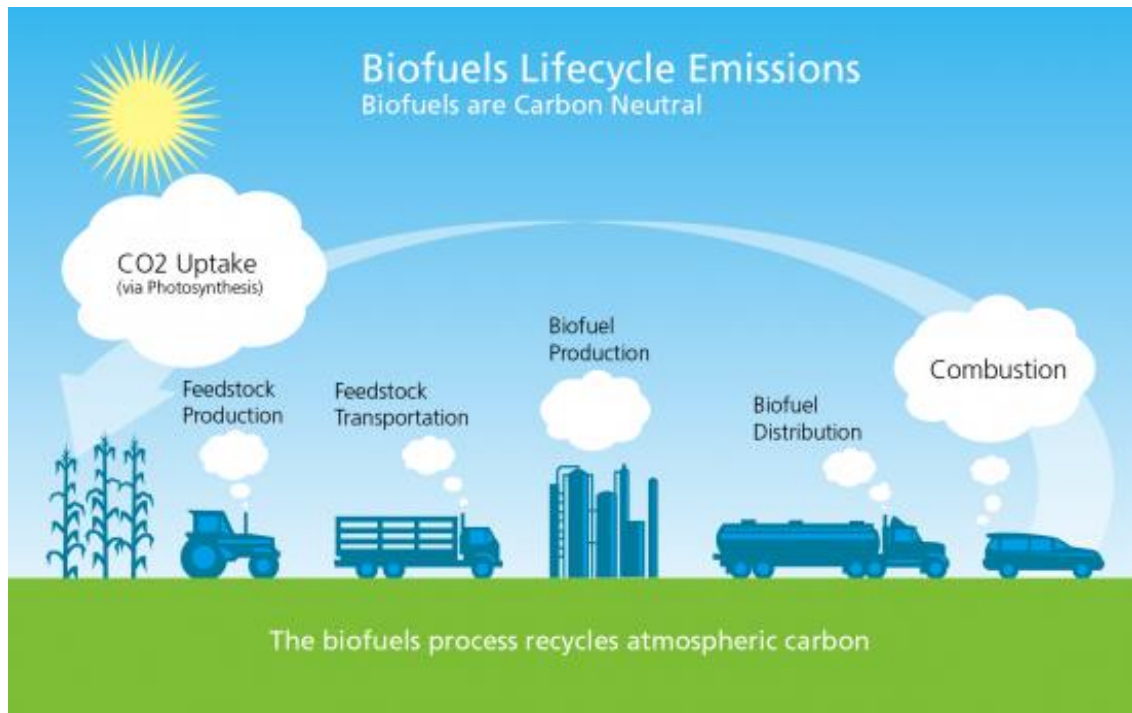 Biofuels Lifecycle Emissions
Biofuels are Carbon Neutral
CO2 Uptake
(via Photosynthesis)
Feedstock
Production
Feedstock
Transportation
Biofuel
Production
Biofuel
Distribution
Combustion
The biofuels process recycles atmospheric carbon